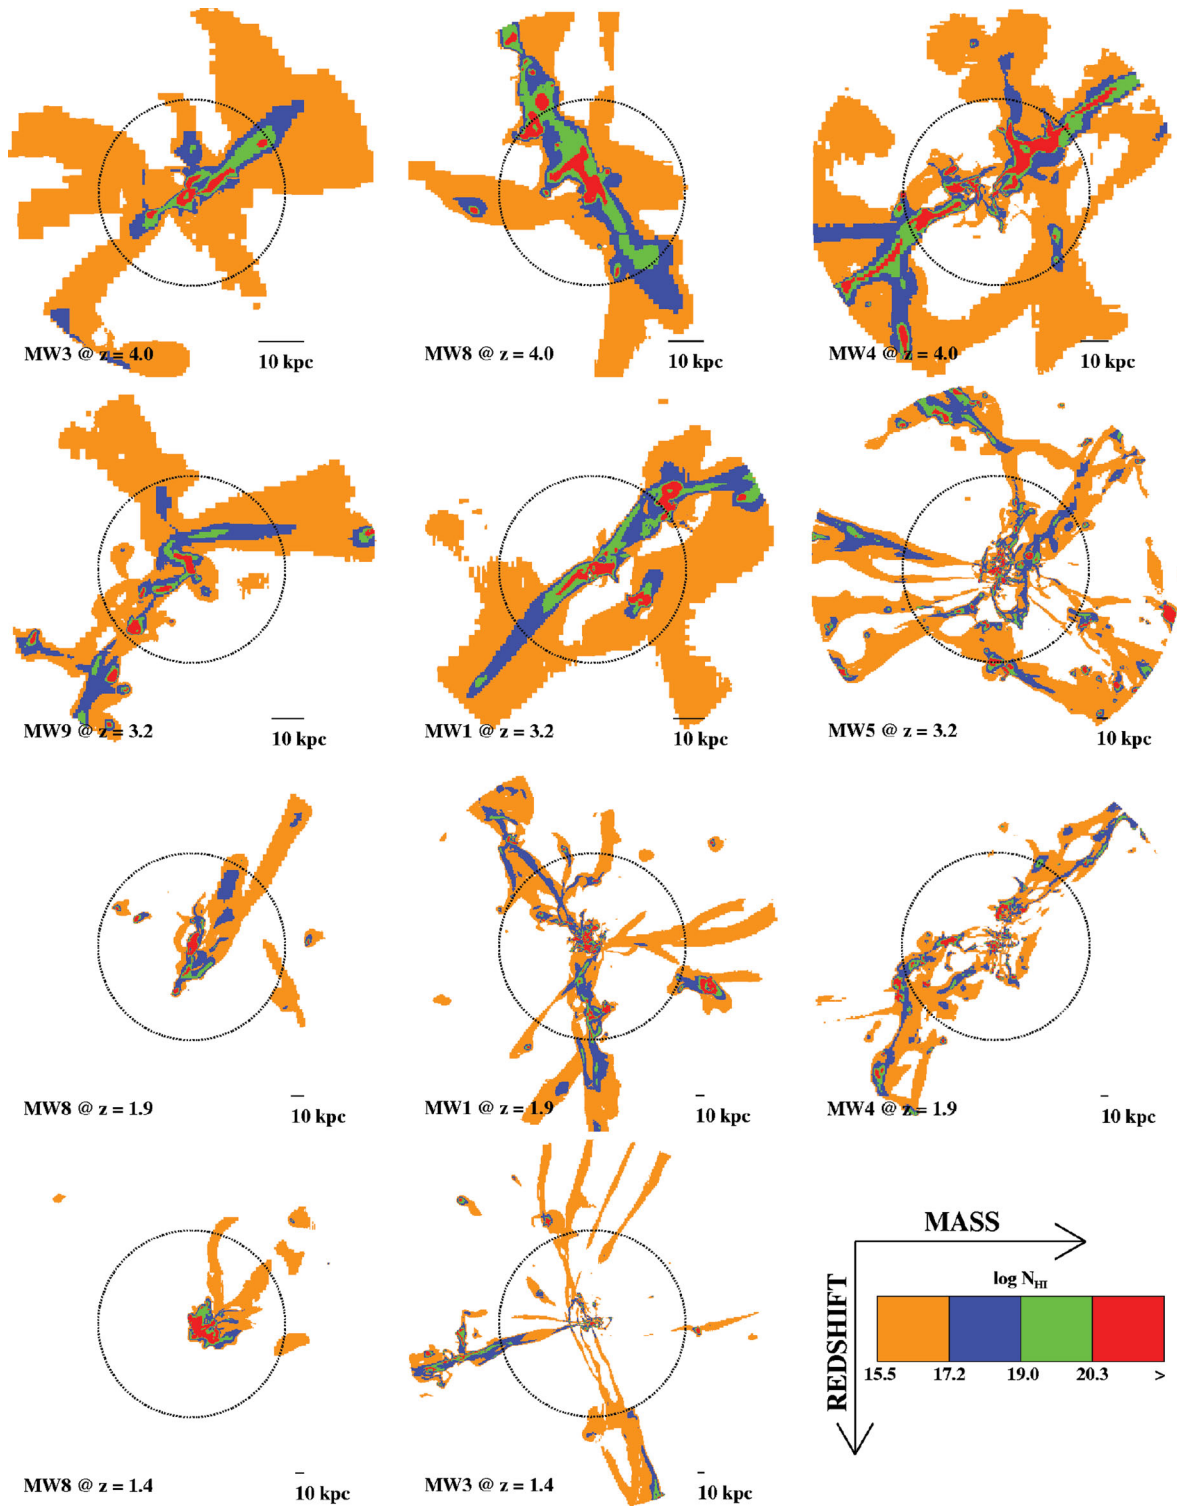 MW3 @ z = 4.0
10 kpc
MW8 @ z = 4.0
10 kpc
MW4 @ z = 4.0
10 kpc
MW9 @ z = 3.2
10 kpc
MW1 @ z = 3.2
10 kpc
MW5 @ z = 3.2
10 kpc
MW8 @ z = 1.9
10 kpc
MW1 @ z = 1.9
10 kpc
MW4 @ z = 1.9
10 kpc
MW8 @ z = 1.4
10 kpc
MW3 @ z = 1.4
10 kpc
MASS
REDSHIFT
log N_HI
15.5 17.2 19.0 20.3 >